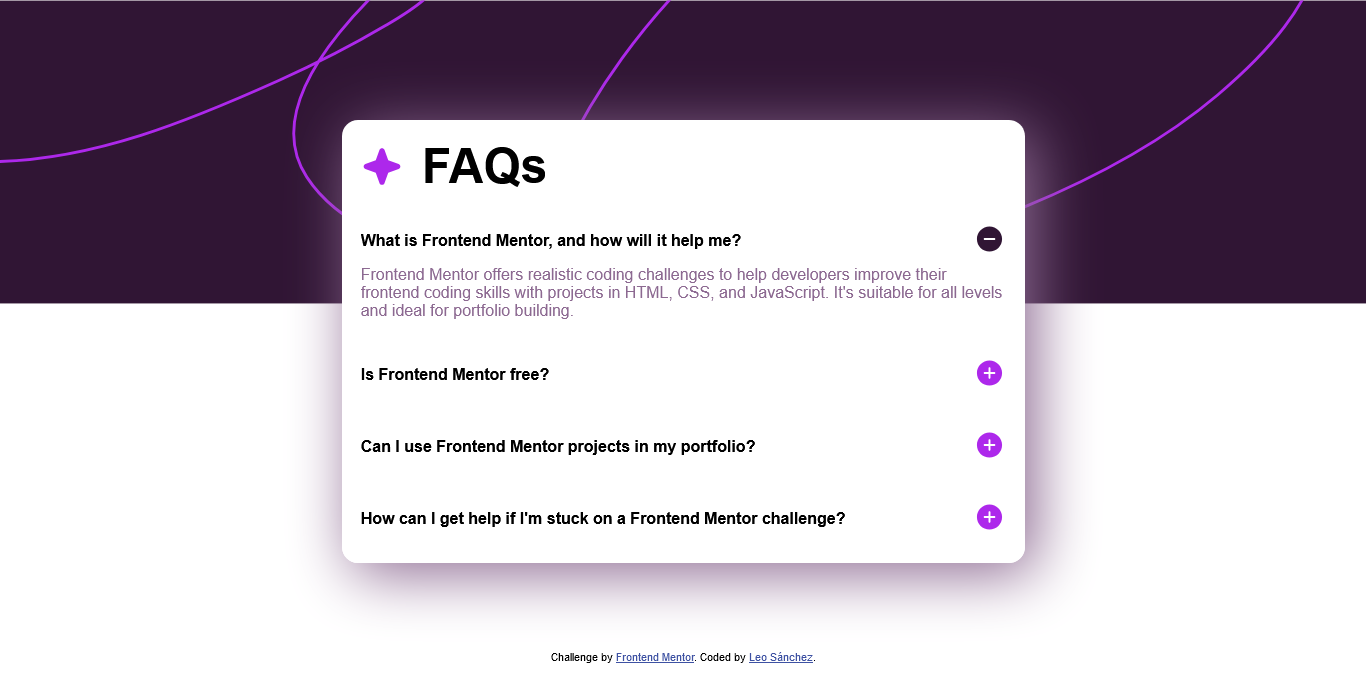 FAQs
What is Frontend Mentor, and how will it help me?
Frontend Mentor offers realistic coding challenges to help developers improve their
frontend coding skills with projects in HTML, CSS, and JavaScript. It's suitable for all levels
and ideal for portfolio building.
Is Frontend Mentor free?
Can I use Frontend Mentor projects in my portfolio?
How can I get help if I'm stuck on a Frontend Mentor challenge?
Challenge by Frontend Mentor. Coded by Leo Sánchez.